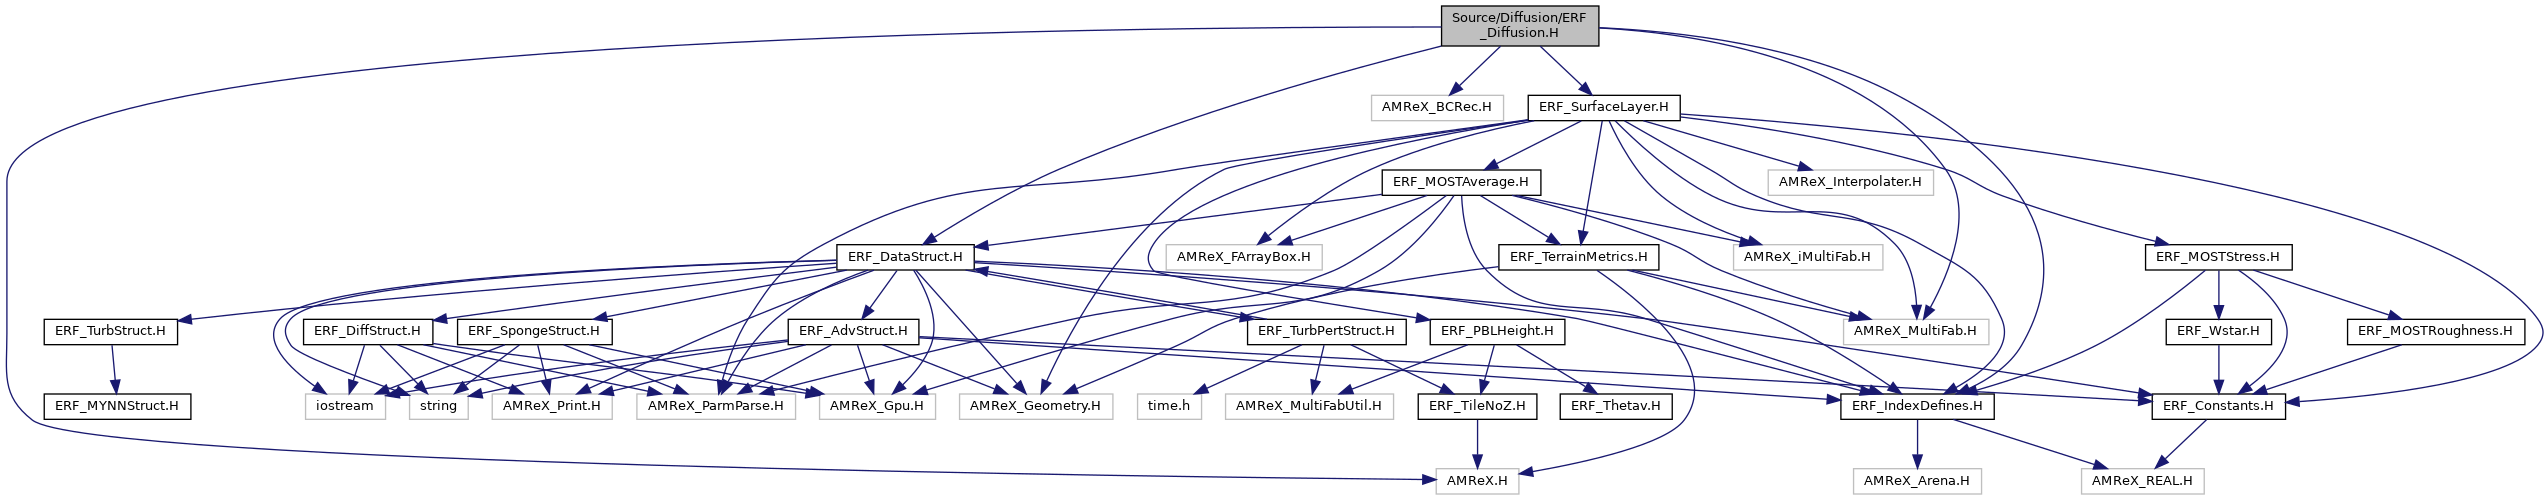 Source/Diffusion/ERF
_Diffusion.H
AMReX_BCRec.H
ERF_SurfaceLayer.H
ERF_MOSTAverage.H
AMReX_Interpolater.H
ERF_DataStruct.H
AMReX_FArrayBox.H
ERF_TerrainMetrics.H
AMReX_iMultiFab.H
ERF_MOSTStress.H
ERF_TurbStruct.H
ERF_DiffStruct.H
ERF_SpongeStruct.H
ERF_AdvStruct.H
ERF_TurbPertStruct.H
ERF_PBLHeight.H
AMReX_MultiFab.H
ERF_Wstar.H
ERF_MOSTRoughness.H
ERF_MYNNStruct.H
iostream
string
AMReX_Print.H
AMReX_ParmParse.H
AMReX_Gpu.H
AMReX_Geometry.H
time.h
AMReX_MultiFabUtil.H
ERF_TileNoZ.H
ERF_Thetav.H
ERF_IndexDefines.H
ERF_Constants.H
AMReX.H
AMReX_Arena.H
AMReX_REAL.H